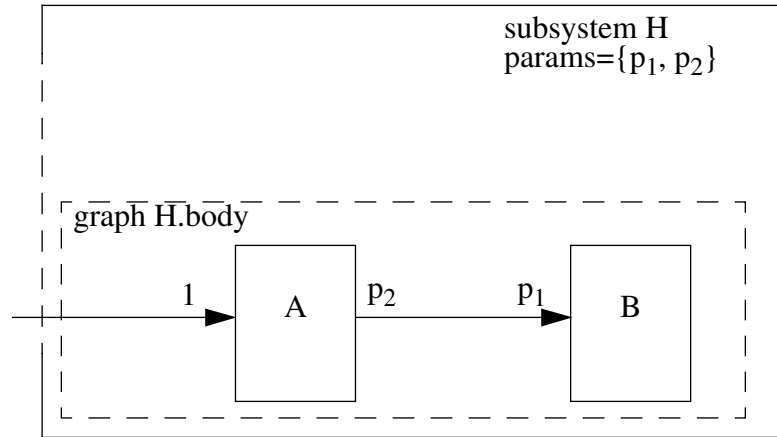 subsystem H
params={p₁, p₂}
graph H.body
1
A
p₂
p₁
B